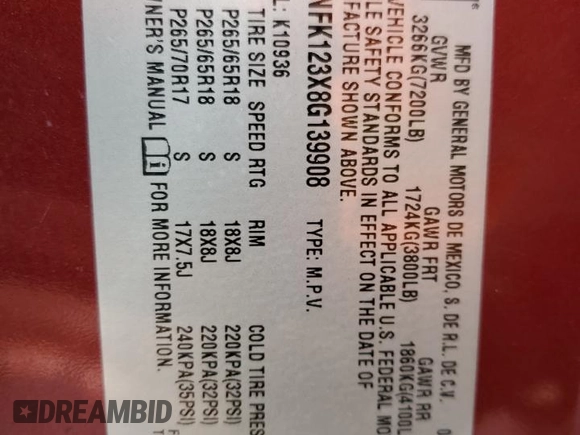 MFD BY GENERAL MOTORS DE MEXICO, S. DE R.L. DE C.V.
GVWR GAWR FRT GAWR RR
3266KG(7200LB) 1724KG(3800LB) 1860KG(4100L
VEHICLE CONFORMS TO ALL APPLICABLE U.S. FEDERAL MO
LE SAFETY STANDARDS IN EFFECT ON THE DATE OF
FACTURE SHOWN ABOVE.
NFK123X8G139908 TYPE: M.P.V.
L: K10936
TIRE SIZE SPEED RTG RIM COLD TIRE PRES
P265/65R18 S 18X8J 220KPA(32PSI)
P265/65R18 S 18X8J 220KPA(32PSI)
P265/70R17 S 17X7.5J 240KPA(35PSI)
NER'S MANUAL FOR MORE INFORMATION.
DREAMBID